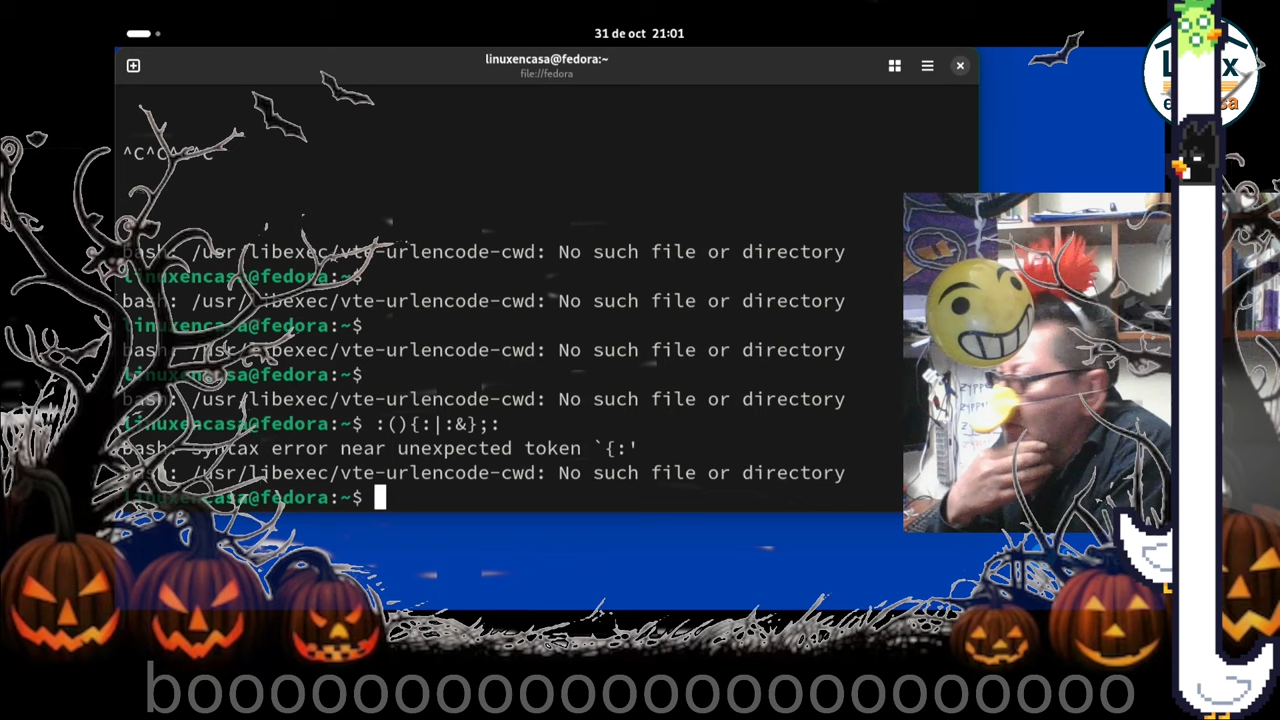 31 de oct 21:01
linuxencasa@fedora:~
file://fedora
^C^C^C^C
bash: /usr/libexec/vte-urlencode-cwd: No such file or directory
linuxencasa@fedora:~$
bash: /usr/libexec/vte-urlencode-cwd: No such file or directory
linuxencasa@fedora:~$
bash: /usr/libexec/vte-urlencode-cwd: No such file or directory
linuxencasa@fedora:~$
bash: /usr/libexec/vte-urlencode-cwd: No such file or directory
linuxencasa@fedora:~$ :(){:|:&};:
bash: syntax error near unexpected token `{:'
bash: /usr/libexec/vte-urlencode-cwd: No such file or directory
linuxencasa@fedora:~$
zyppe
booooooooooooooooooooooo